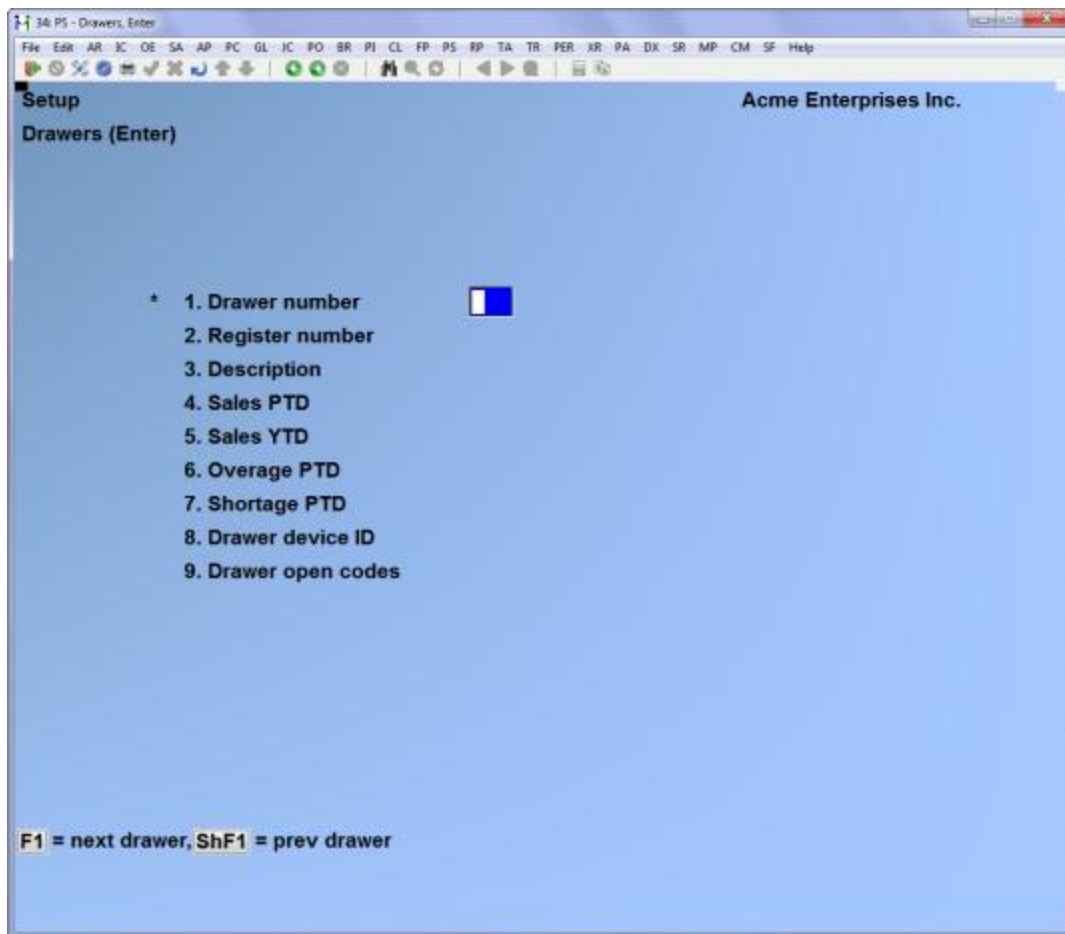 34: PS - Drawers, Enter
File Edit AR IC OE SA AP PC GL JC PO BR PI CL FP PS RP TA TR PER XR PA DX SR MP CM SF Help
Setup Acme Enterprises Inc.
Drawers (Enter)
* 1. Drawer number
2. Register number
3. Description
4. Sales PTD
5. Sales YTD
6. Overage PTD
7. Shortage PTD
8. Drawer device ID
9. Drawer open codes
F1 = next drawer, ShF1 = prev drawer